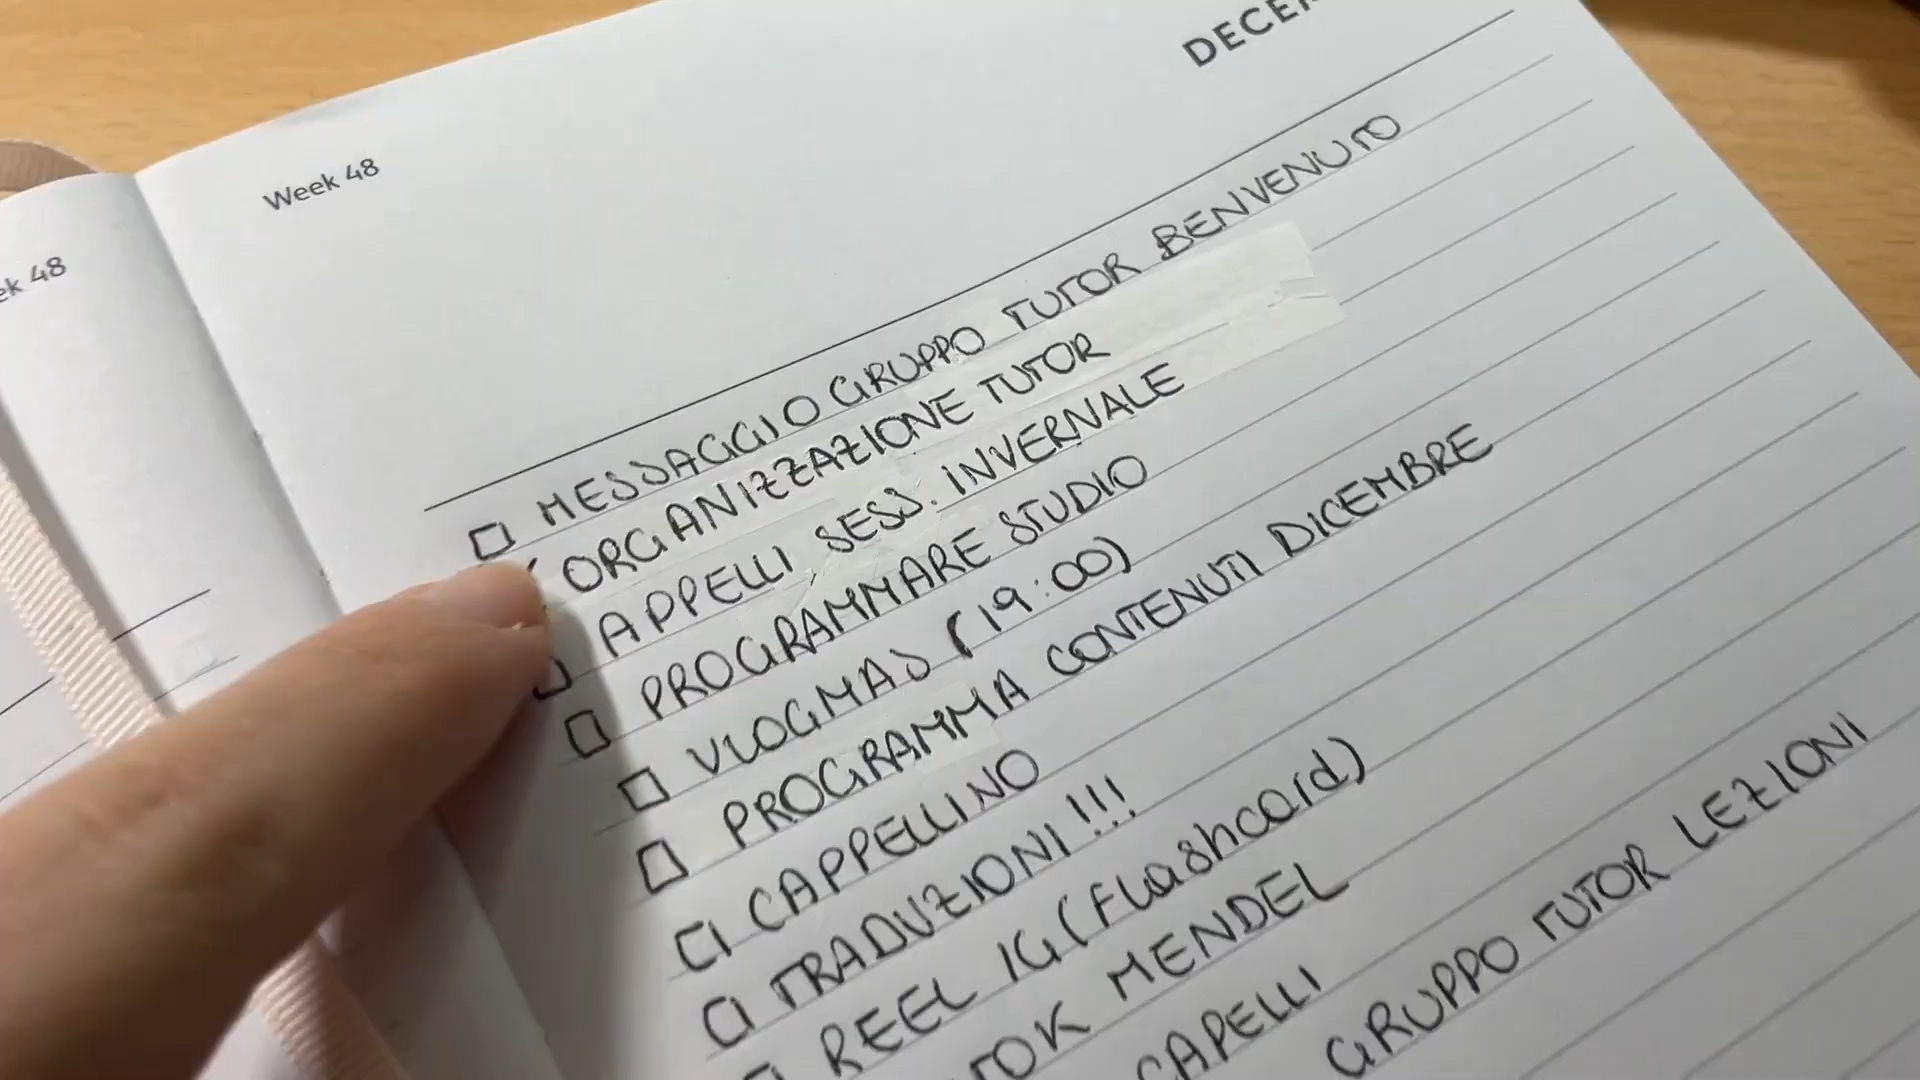 Week 48
DECE
48
MESSAGGIO GRUPPO TUTOR BENVENUTO
ORGANIZZAZIONE TUTOR
APPELLI SESS. INVERNALE
PROGRAMMARE STUDIO
VLOGMAS (19:00)
PROGRAMMA CONTENUTI DICEMBRE
CAPPELLINO
TRADUZIONI!!!
REEL IG (Flashcard)
TOK MENDEL
CAPELLI
GRUPPO TUTOR LEZIONI